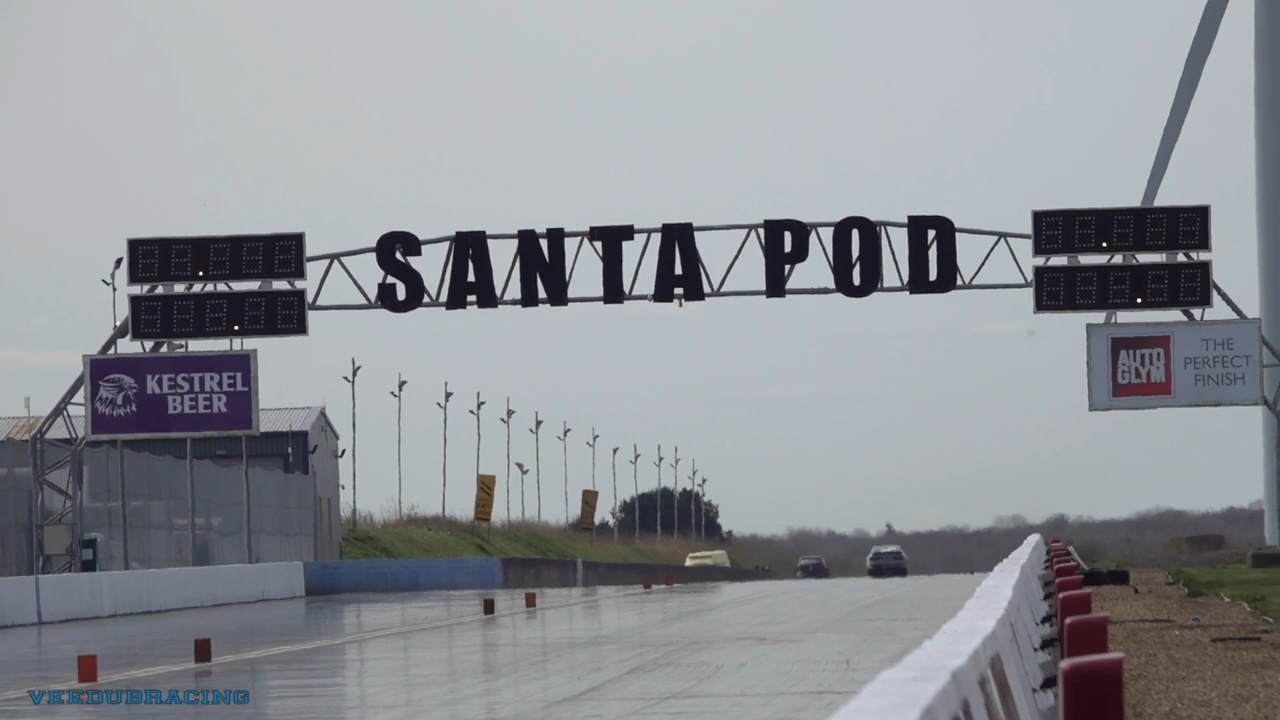 SANTA POD
KESTREL
BEER
AUTO
GLYM
THE
PERFECT
FINISH
VEEDUBRACING